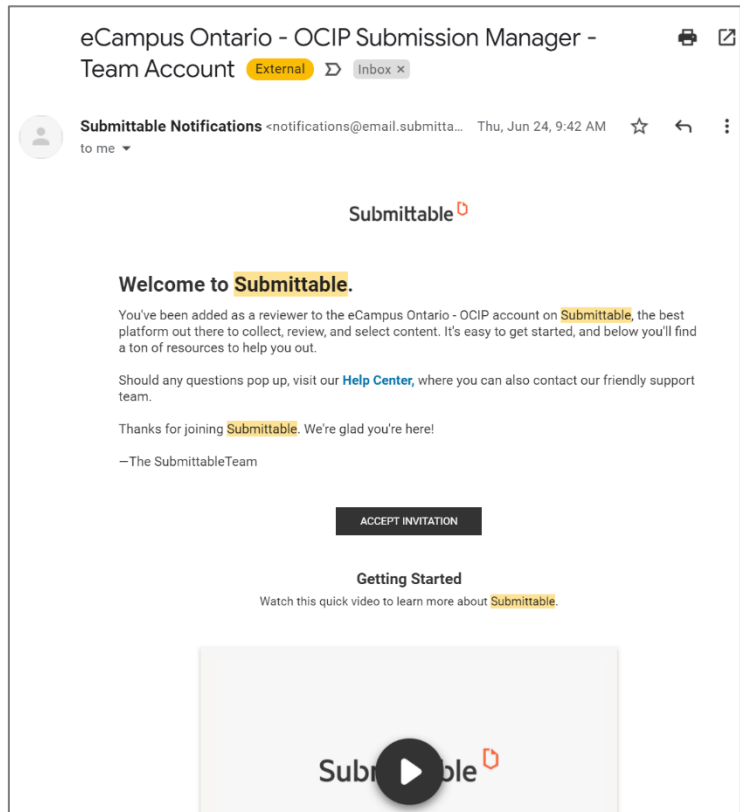 eCampus Ontario - OCIP Submission Manager -
Team Account External Inbox ×
Submittable Notifications <notifications@email.submitta... Thu, Jun 24, 9:42 AM
to me
Submittable
Welcome to Submittable.
You've been added as a reviewer to the eCampus Ontario - OCIP account on Submittable, the best
platform out there to collect, review, and select content. It's easy to get started, and below you'll find
a ton of resources to help you out.
Should any questions pop up, visit our Help Center, where you can also contact our friendly support
team.
Thanks for joining Submittable. We're glad you're here!
—The SubmittableTeam
ACCEPT INVITATION
Getting Started
Watch this quick video to learn more about Submittable.